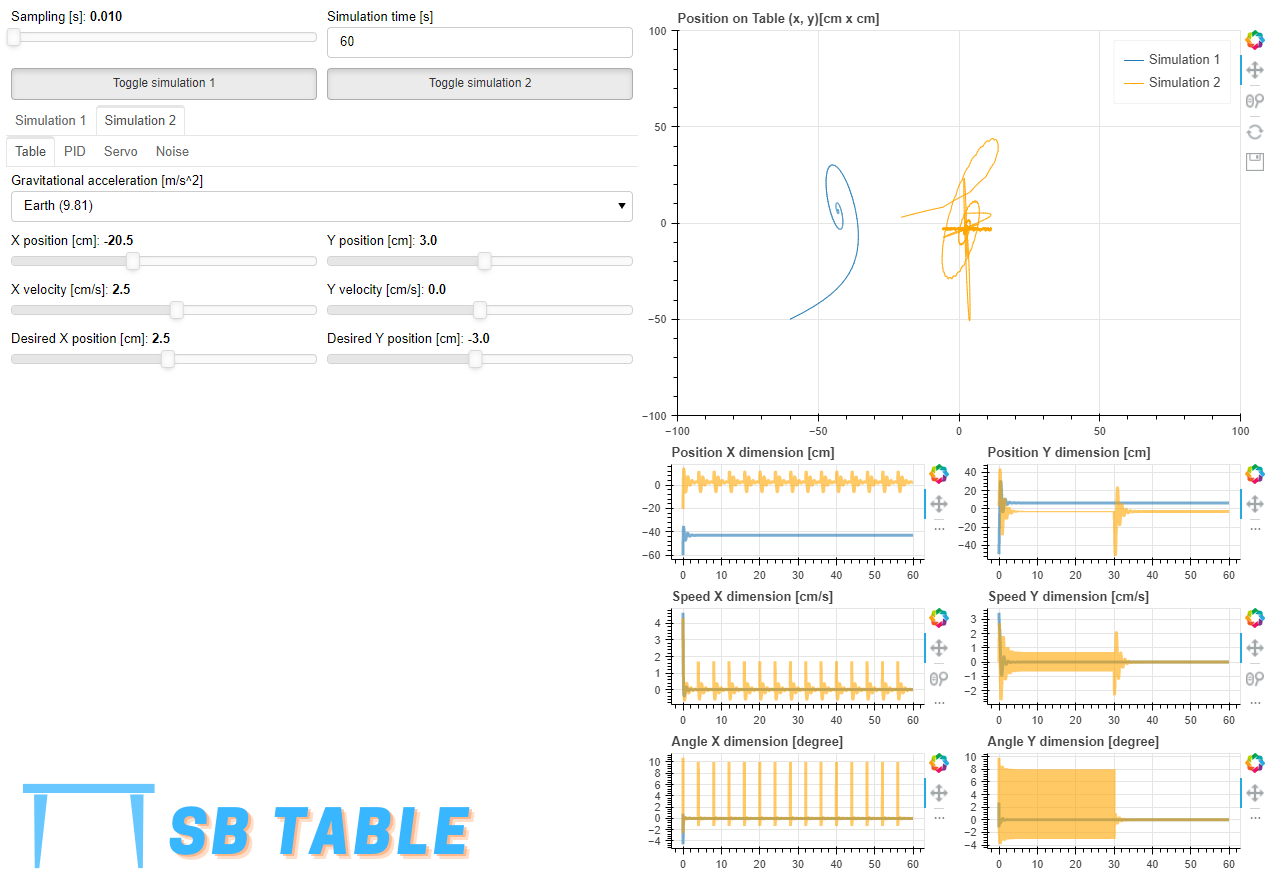 Sampling [s]: 0.010
Simulation time [s]
60
Toggle simulation 1
Toggle simulation 2
Simulation 1
Simulation 2
Table
PID
Servo
Noise
Gravitational acceleration [m/s^2]
Earth (9.81)
X position [cm]: -20.5
Y position [cm]: 3.0
X velocity [cm/s]: 2.5
Y velocity [cm/s]: 0.0
Desired X position [cm]: 2.5
Desired Y position [cm]: -3.0
SB TABLE
Position on Table (x, y)[cm x cm]
Simulation 1
Simulation 2
100
50
0
−50
−100
−100
−50
0
50
100
Position X dimension [cm]
0
−20
−40
−60
0 10 20 30 40 50 60
Position Y dimension [cm]
40
20
0
−20
−40
0 10 20 30 40 50 60
Speed X dimension [cm/s]
4
3
2
1
0
0 10 20 30 40 50 60
Speed Y dimension [cm/s]
3
2
1
0
−1
−2
0 10 20 30 40 50 60
Angle X dimension [degree]
10
8
6
4
2
0
−2
−4
0 10 20 30 40 50 60
Angle Y dimension [degree]
10
8
6
4
2
0
−2
−4
0 10 20 30 40 50 60